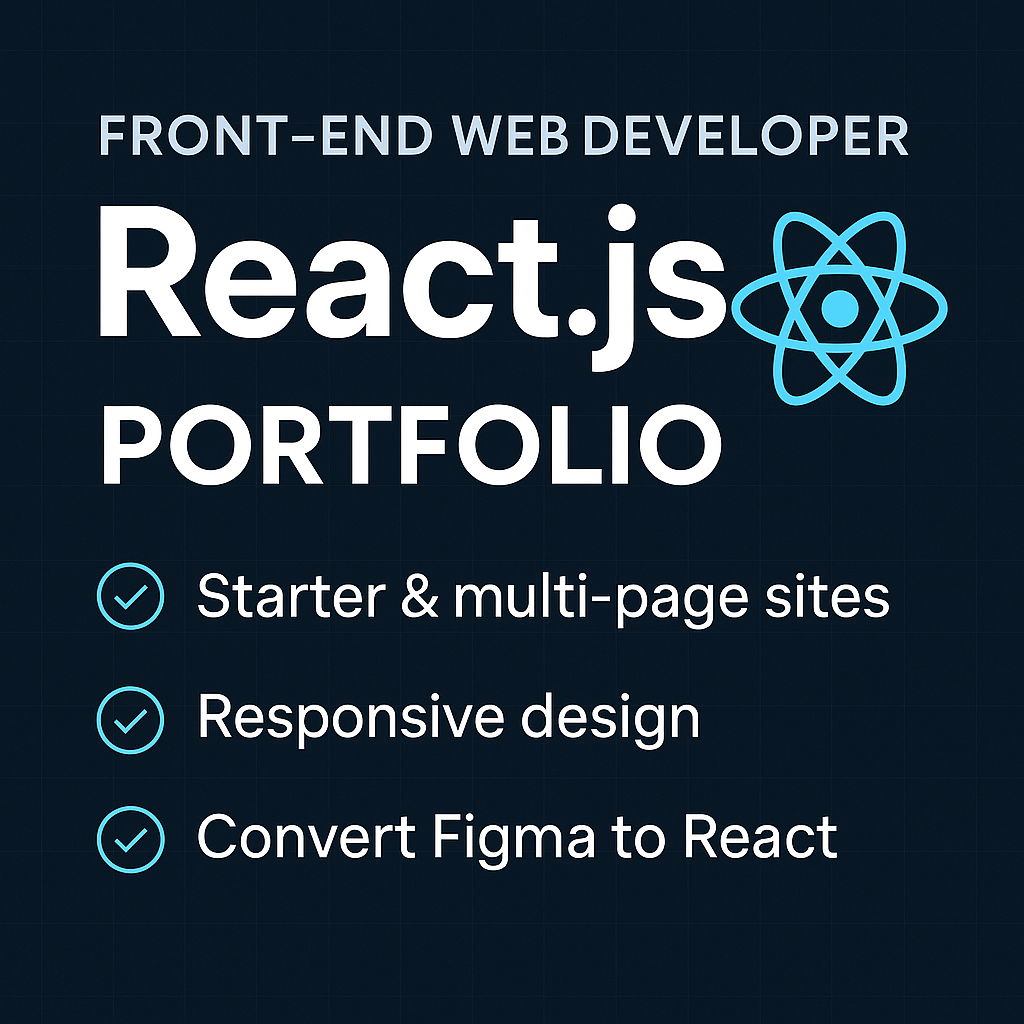 FRONT-END WEB DEVELOPER
React.js
PORTFOLIO
Starter & multi-page sites
Responsive design
Convert Figma to React